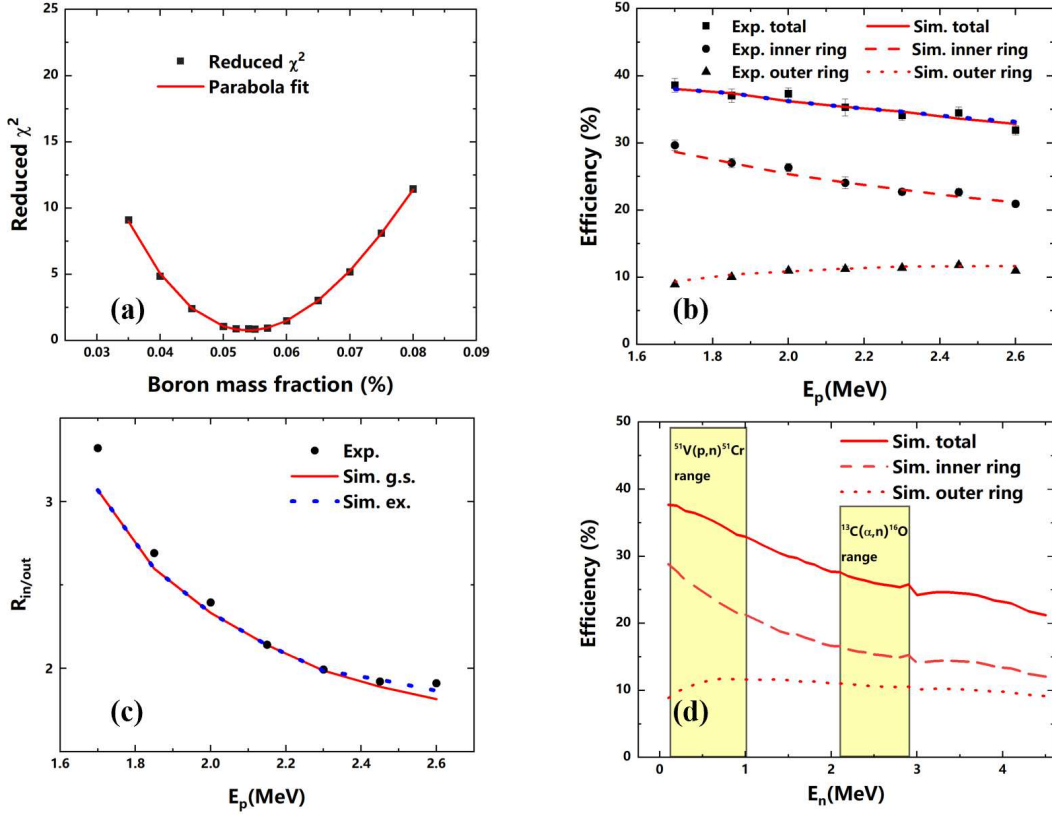 25
20
15
10
5
0
Reduced χ²
Reduced χ²
Parabola fit
(a)
0.03 0.04 0.05 0.06 0.07 0.08 0.09
Boron mass fraction (%)
50
40
30
20
10
0
Efficiency (%)
Exp. total Sim. total
Exp. inner ring Sim. inner ring
Exp. outer ring Sim. outer ring
(b)
1.6 1.8 2.0 2.2 2.4 2.6
Eₚ(MeV)
3
2
R_in/out
Exp.
Sim. g.s.
Sim. ex.
(c)
1.6 1.8 2.0 2.2 2.4 2.6
Eₚ(MeV)
50
40
30
20
10
0
Efficiency (%)
⁵¹V(p,n)⁵¹Cr
range
Sim. total
Sim. inner ring
Sim. outer ring
¹³C(α,n)¹⁶O
range
(d)
0 1 2 3 4
Eₙ(MeV)